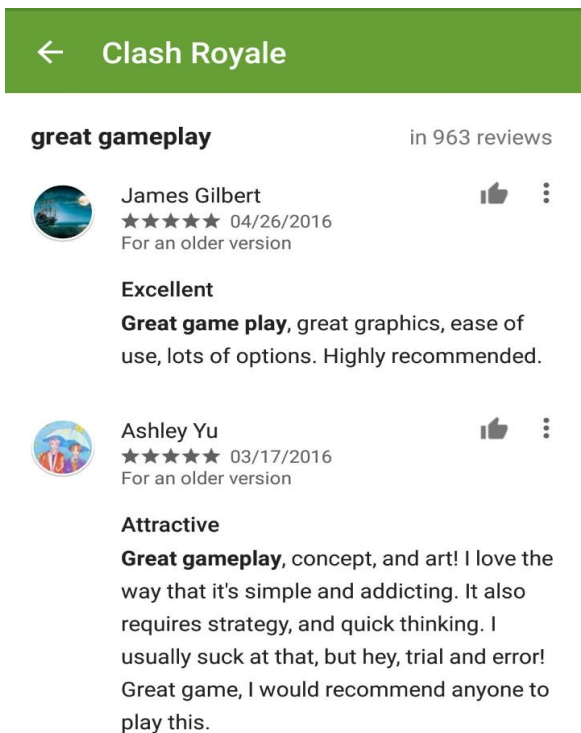 Clash Royale
great gameplay in 963 reviews
James Gilbert
★★★★★ 04/26/2016
For an older version
Excellent
Great game play, great graphics, ease of
use, lots of options. Highly recommended.
Ashley Yu
★★★★★ 03/17/2016
For an older version
Attractive
Great gameplay, concept, and art! I love the
way that it's simple and addicting. It also
requires strategy, and quick thinking. I
usually suck at that, but hey, trial and error!
Great game, I would recommend anyone to
play this.